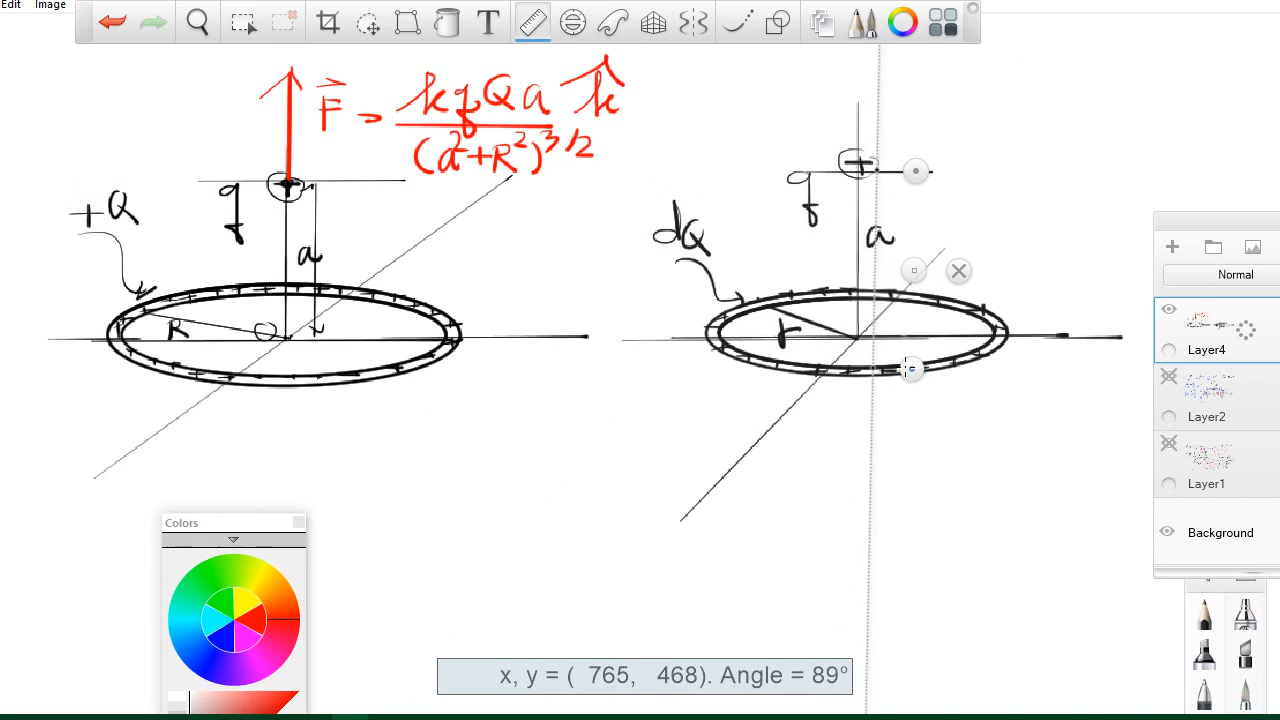 Edit Image
T
F = kqQa k
(a²+R²)^3/2
+Q
q
a
R
O
dQ
q
a
r
Normal
Layer4
Layer2
Layer1
Background
Colors
x, y = ( 765, 468). Angle = 89°